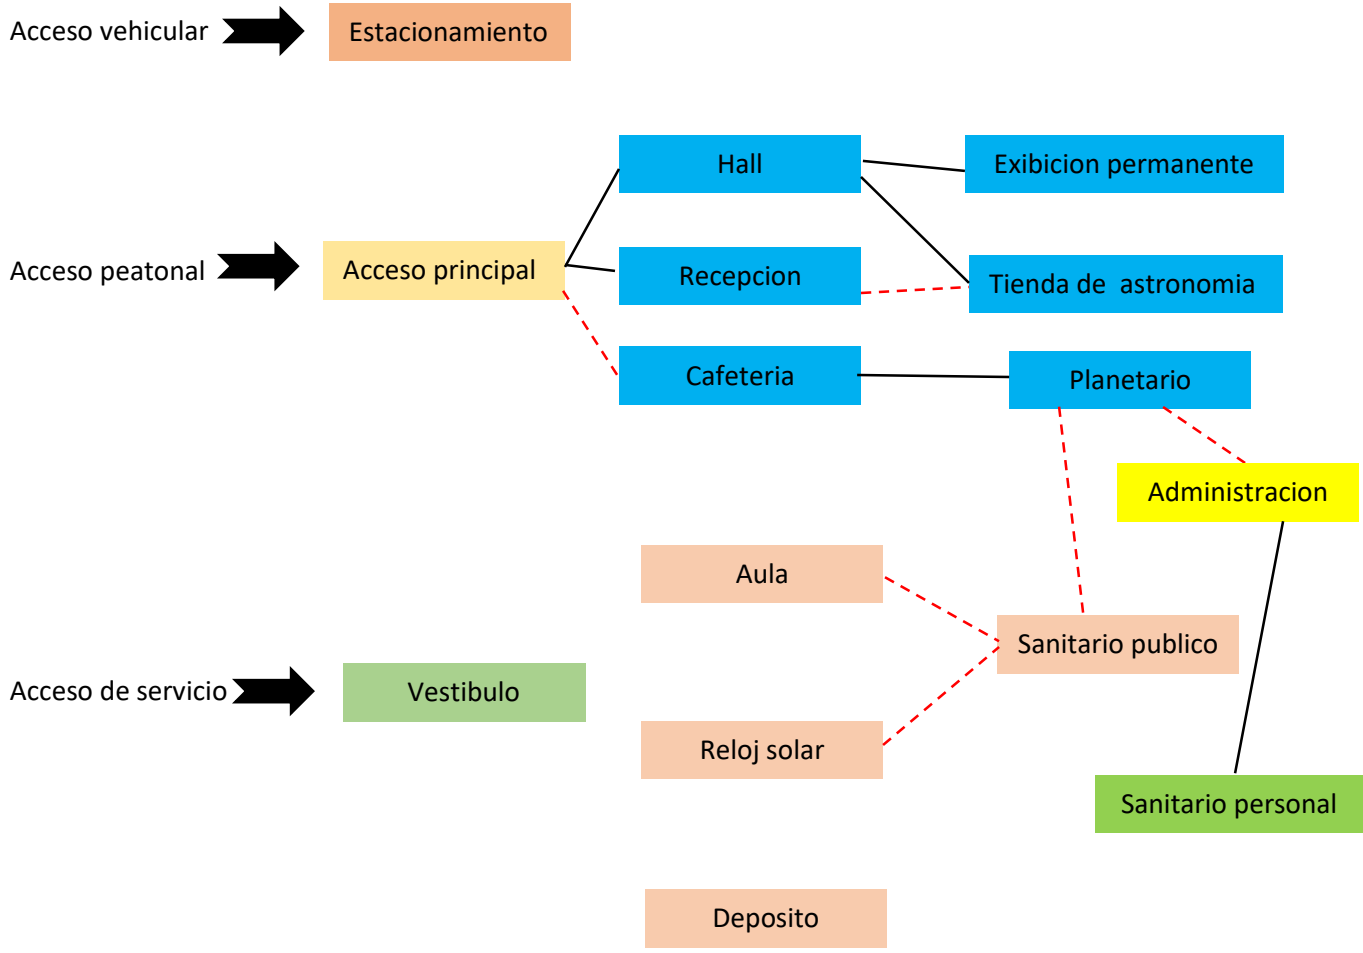 Acceso vehicular
Estacionamiento
Hall
Exibicion permanente
Acceso peatonal
Acceso principal
Recepcion
Tienda de astronomia
Cafeteria
Planetario
Administracion
Aula
Sanitario publico
Acceso de servicio
Vestibulo
Reloj solar
Sanitario personal
Deposito